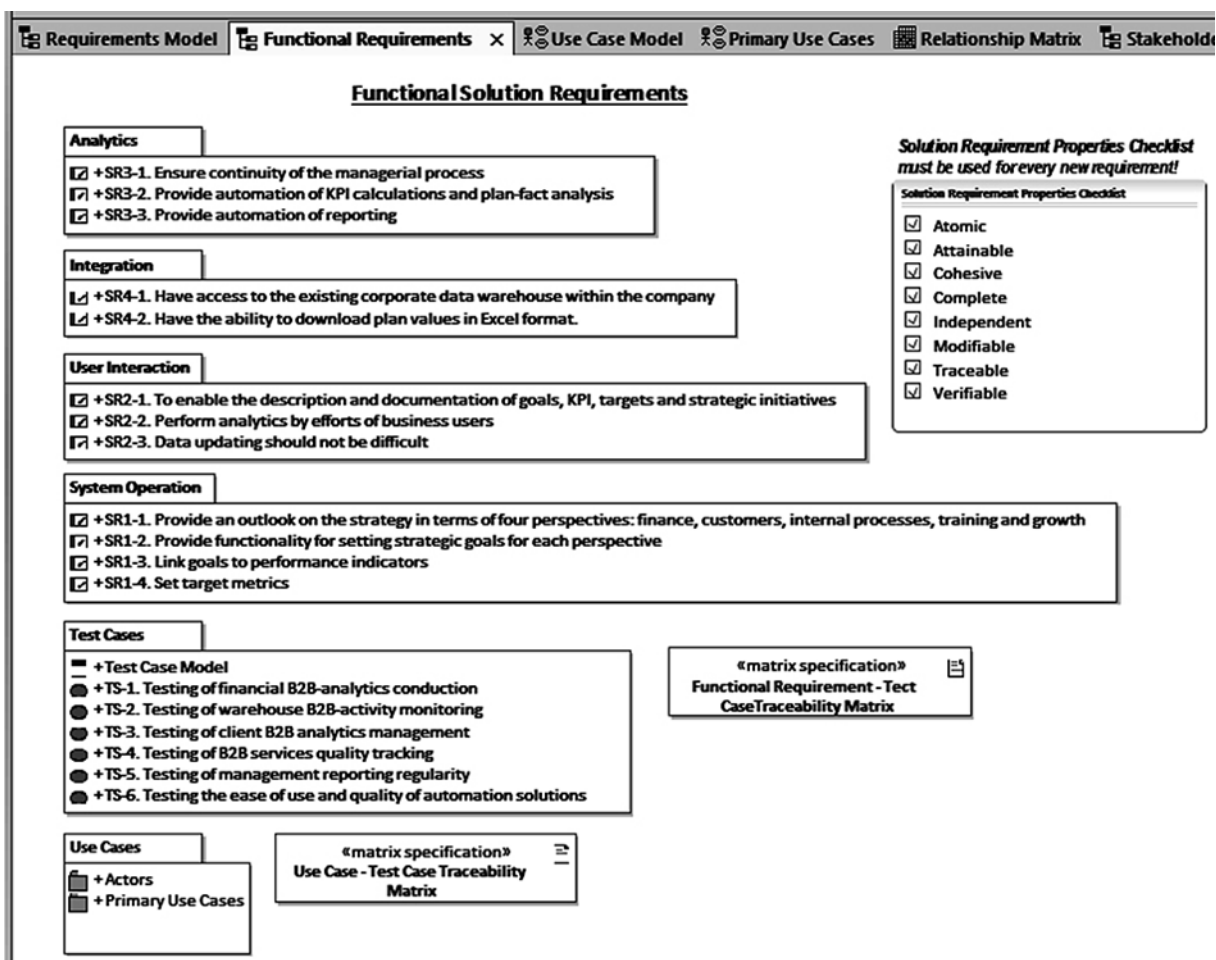 Requirements Model
Functional Requirements ×
Use Case Model
Primary Use Cases
Relationship Matrix
Stakeholde
Functional Solution Requirements
Analytics
+SR3-1. Ensure continuity of the managerial process
+SR3-2. Provide automation of KPI calculations and plan-fact analysis
+SR3-3. Provide automation of reporting
Solution Requirement Properties Checklist
must be used for every new requirement!
Solution Requirement Properties Checklist
Atomic
Attainable
Cohesive
Complete
Independent
Modifiable
Traceable
Verifiable
Integration
+SR4-1. Have access to the existing corporate data warehouse within the company
+SR4-2. Have the ability to download plan values in Excel format.
User Interaction
+SR2-1. To enable the description and documentation of goals, KPI, targets and strategic initiatives
+SR2-2. Perform analytics by efforts of business users
+SR2-3. Data updating should not be difficult
System Operation
+SR1-1. Provide an outlook on the strategy in terms of four perspectives: finance, customers, internal processes, training and growth
+SR1-2. Provide functionality for setting strategic goals for each perspective
+SR1-3. Link goals to performance indicators
+SR1-4. Set target metrics
Test Cases
+Test Case Model
+TS-1. Testing of financial B2B-analytics conduction
+TS-2. Testing of warehouse B2B-activity monitoring
+TS-3. Testing of client B2B analytics management
+TS-4. Testing of B2B services quality tracking
+TS-5. Testing of management reporting regularity
+TS-6. Testing the ease of use and quality of automation solutions
«matrix specification»
Functional Requirement - Tect
CaseTraceability Matrix
Use Cases
+Actors
+Primary Use Cases
«matrix specification»
Use Case - Test Case Traceability
Matrix